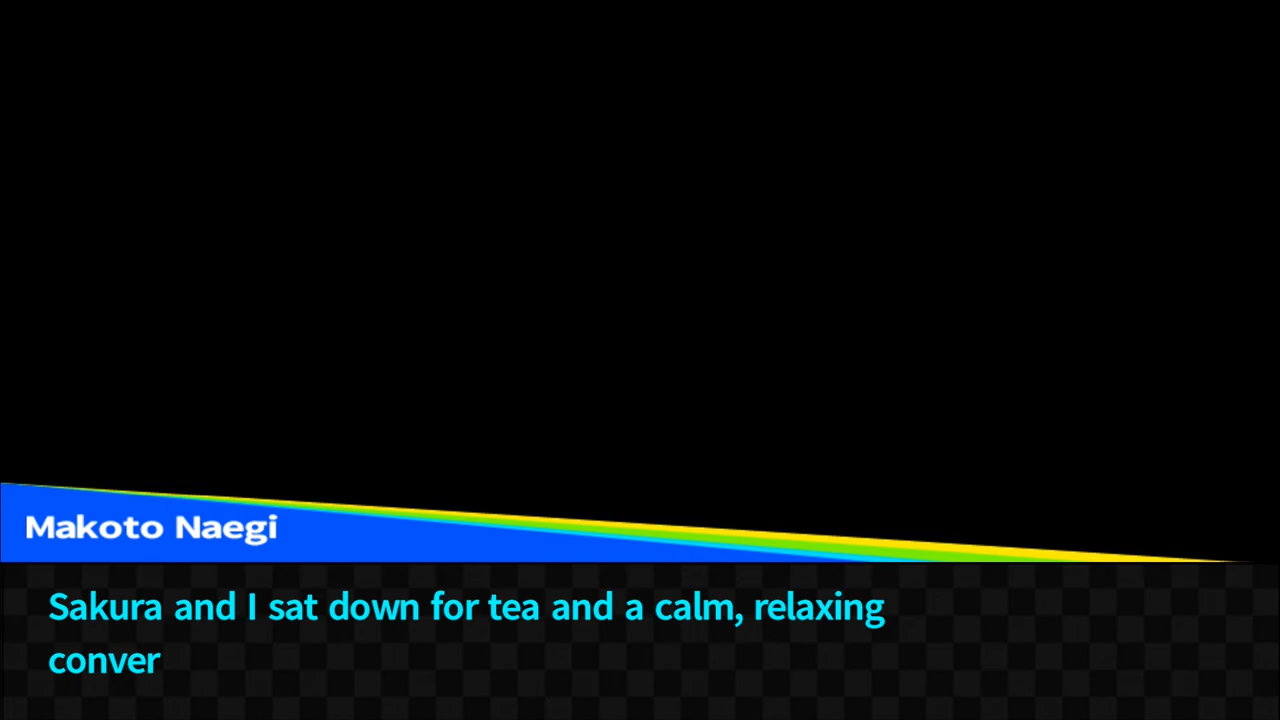 Makoto Naegi
Sakura and I sat down for tea and a calm, relaxing
conver